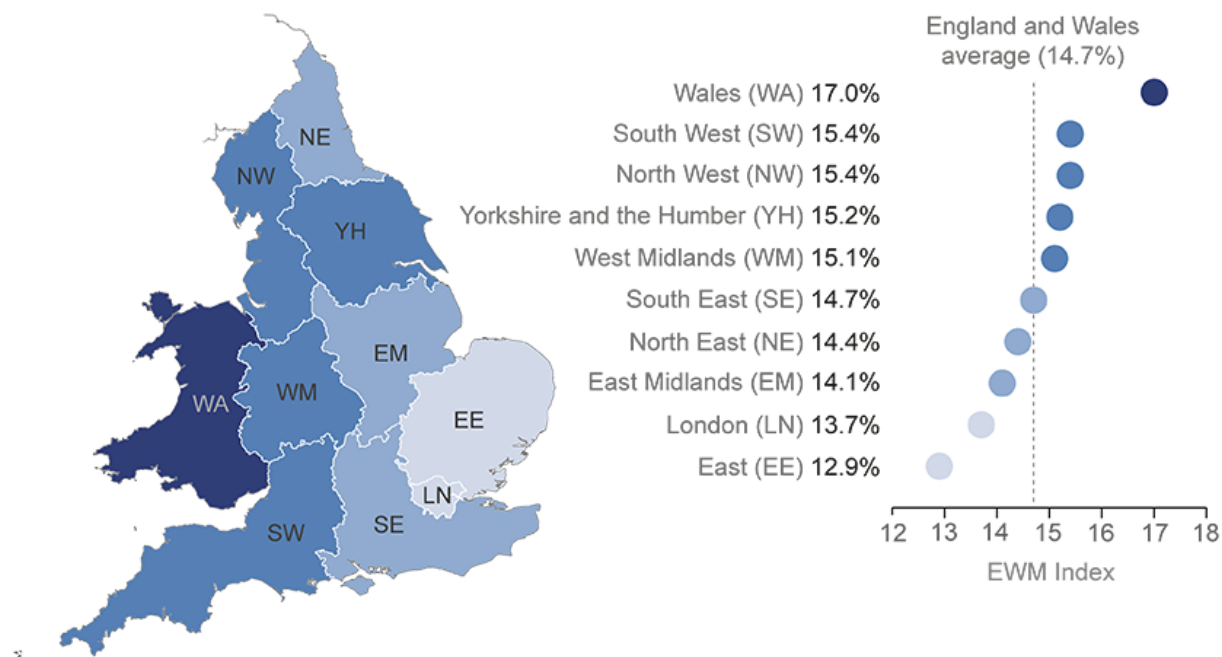 NE
NW
YH
EM
WA
WM
EE
LN
SW
SE
England and Wales
average (14.7%)
Wales (WA) 17.0%
South West (SW) 15.4%
North West (NW) 15.4%
Yorkshire and the Humber (YH) 15.2%
West Midlands (WM) 15.1%
South East (SE) 14.7%
North East (NE) 14.4%
East Midlands (EM) 14.1%
London (LN) 13.7%
East (EE) 12.9%
12 13 14 15 16 17 18
EWM Index